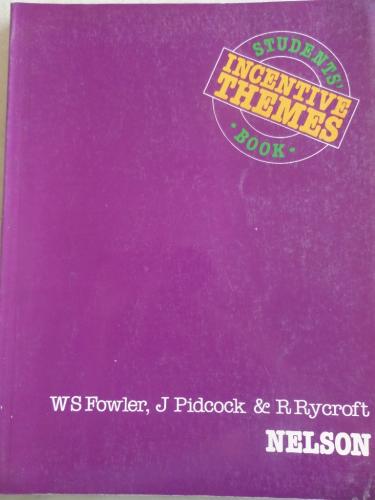 STUDENTS'
INCENTIVE
THEMES
• BOOK •
W S Fowler, J Pidcock & R Rycroft
NELSON